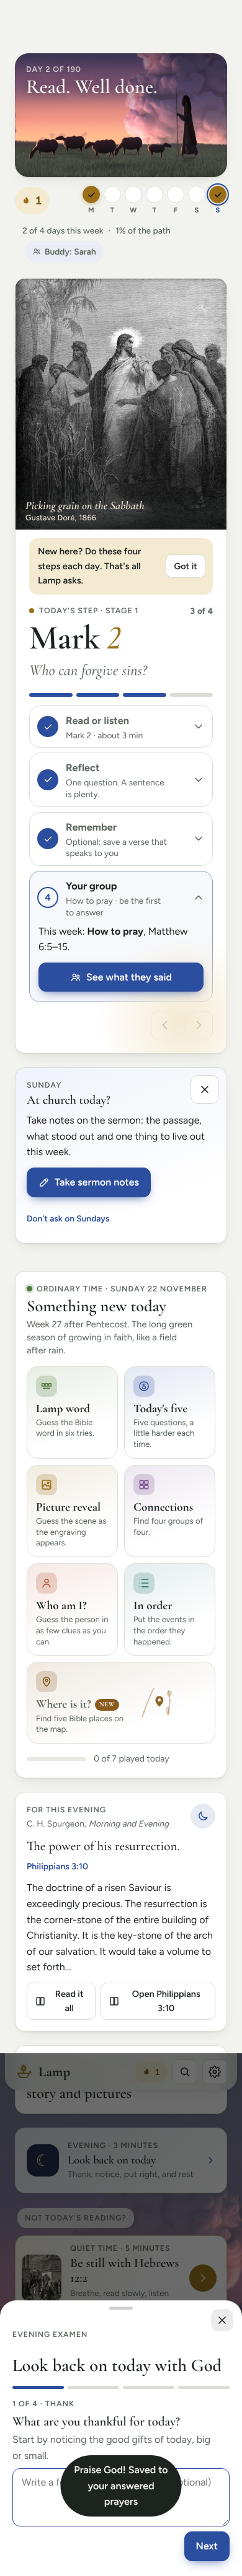 DAY 2 OF 190
Read. Well done.
1
M T W T F S S
2 of 4 days this week · 1% of the path
Buddy: Sarah
Picking grain on the Sabbath
Gustave Doré, 1866
New here? Do these four
steps each day. That's all
Lamp asks.
Got it
TODAY'S STEP · STAGE 1
3 of 4
Mark 2
Who can forgive sins?
Read or listen
Mark 2 · about 3 min
Reflect
One question. A sentence
is plenty.
Remember
Optional: save a verse that
speaks to you
4
Your group
How to pray · be the first
to answer
This week: How to pray, Matthew
6:5–15.
See what they said
SUNDAY
At church today?
Take notes on the sermon: the passage,
what stood out and one thing to live out
this week.
Take sermon notes
Don't ask on Sundays
ORDINARY TIME · SUNDAY 22 NOVEMBER
Something new today
Week 27 after Pentecost. The long green
season of growing in faith, like a field
after rain.
Lamp word
Guess the Bible
word in six tries.
Today's five
Five questions, a
little harder each
time.
Picture reveal
Guess the scene as
the engraving
appears.
Connections
Find four groups of
four.
Who am I?
Guess the person in
as few clues as you
can.
In order
Put the events in
the order they
happened.
Where is it? NEW
Find five Bible places on
the map.
0 of 7 played today
FOR THIS EVENING
C. H. Spurgeon, Morning and Evening
The power of his resurrection.
Philippians 3:10
The doctrine of a risen Saviour is
exceedingly precious. The resurrection is
the corner-stone of the entire building of
Christianity. It is the key-stone of the arch
of our salvation. It would take a volume to
set forth…
Read it
all
Open Philippians
3:10
Lamp
1
story and pictures
EVENING · 3 MINUTES
Look back on today
Thank, notice, put right, and rest
NOT TODAY'S READING?
QUIET TIME · 5 MINUTES
Be still with Hebrews
12:2
Breathe, read slowly, listen
EVENING EXAMEN
Look back on today with God
1 OF 4 · THANK
What are you thankful for today?
Start by noticing the good gifts of today, big
or small.
Write a
Praise God! Saved to
your answered
prayers
Next